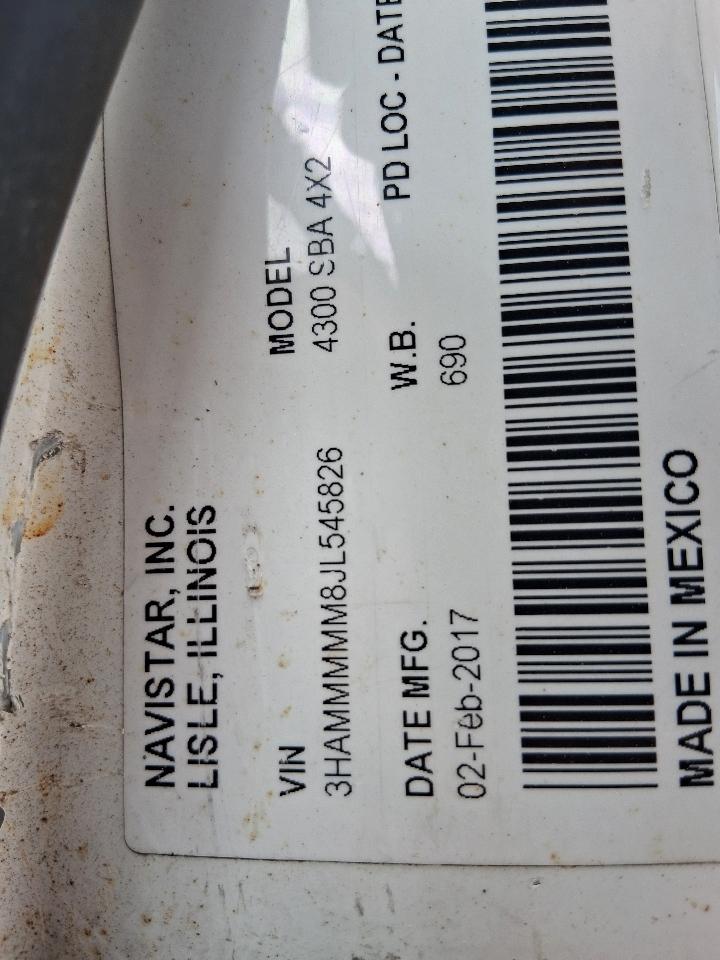 NAVISTAR, INC.
LISLE, ILLINOIS
VIN MODEL
3HAMMMMM8JL545826 4300 SBA 4X2
DATE MFG. W.B. PD LOC - DATE
02-Feb-2017 690
MADE IN MEXICO